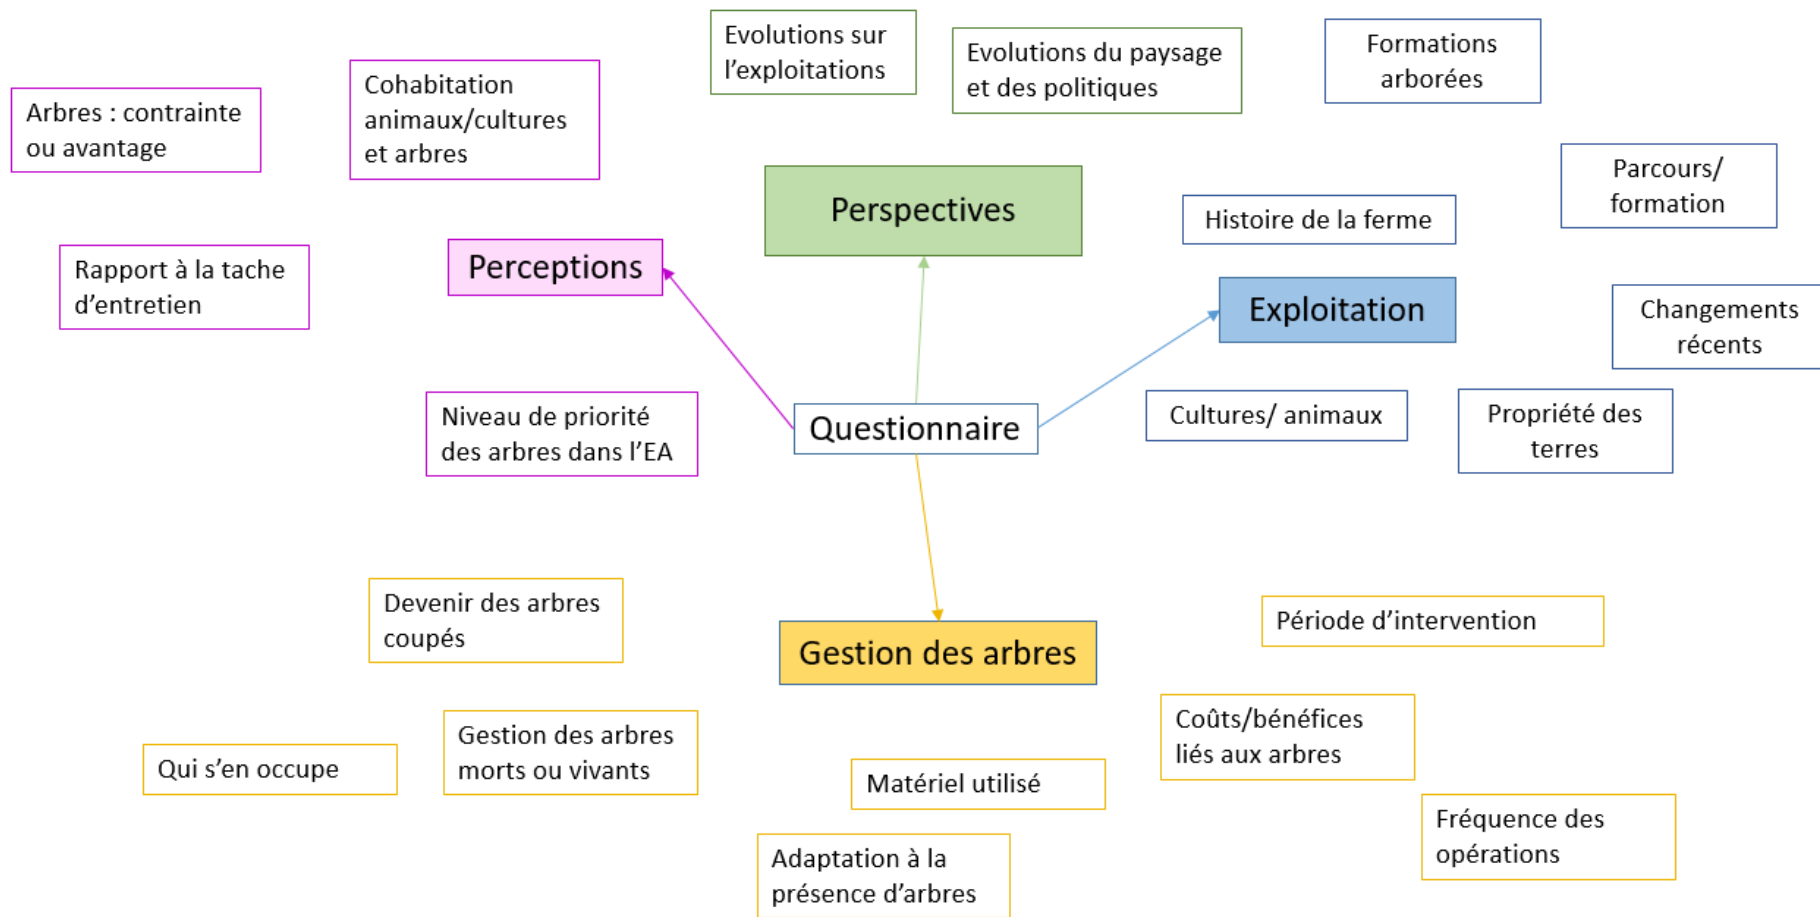 Evolutions sur
l'exploitations
Evolutions du paysage
et des politiques
Formations
arborées
Arbres : contrainte
ou avantage
Cohabitation
animaux/cultures
et arbres
Parcours/
formation
Perspectives
Histoire de la ferme
Rapport à la tache
d'entretien
Perceptions
Exploitation
Changements
récents
Niveau de priorité
des arbres dans l'EA
Questionnaire
Cultures/ animaux
Propriété des
terres
Devenir des arbres
coupés
Gestion des arbres
Période d'intervention
Qui s'en occupe
Gestion des arbres
morts ou vivants
Matériel utilisé
Coûts/bénéfices
liés aux arbres
Adaptation à la
présence d'arbres
Fréquence des
opérations